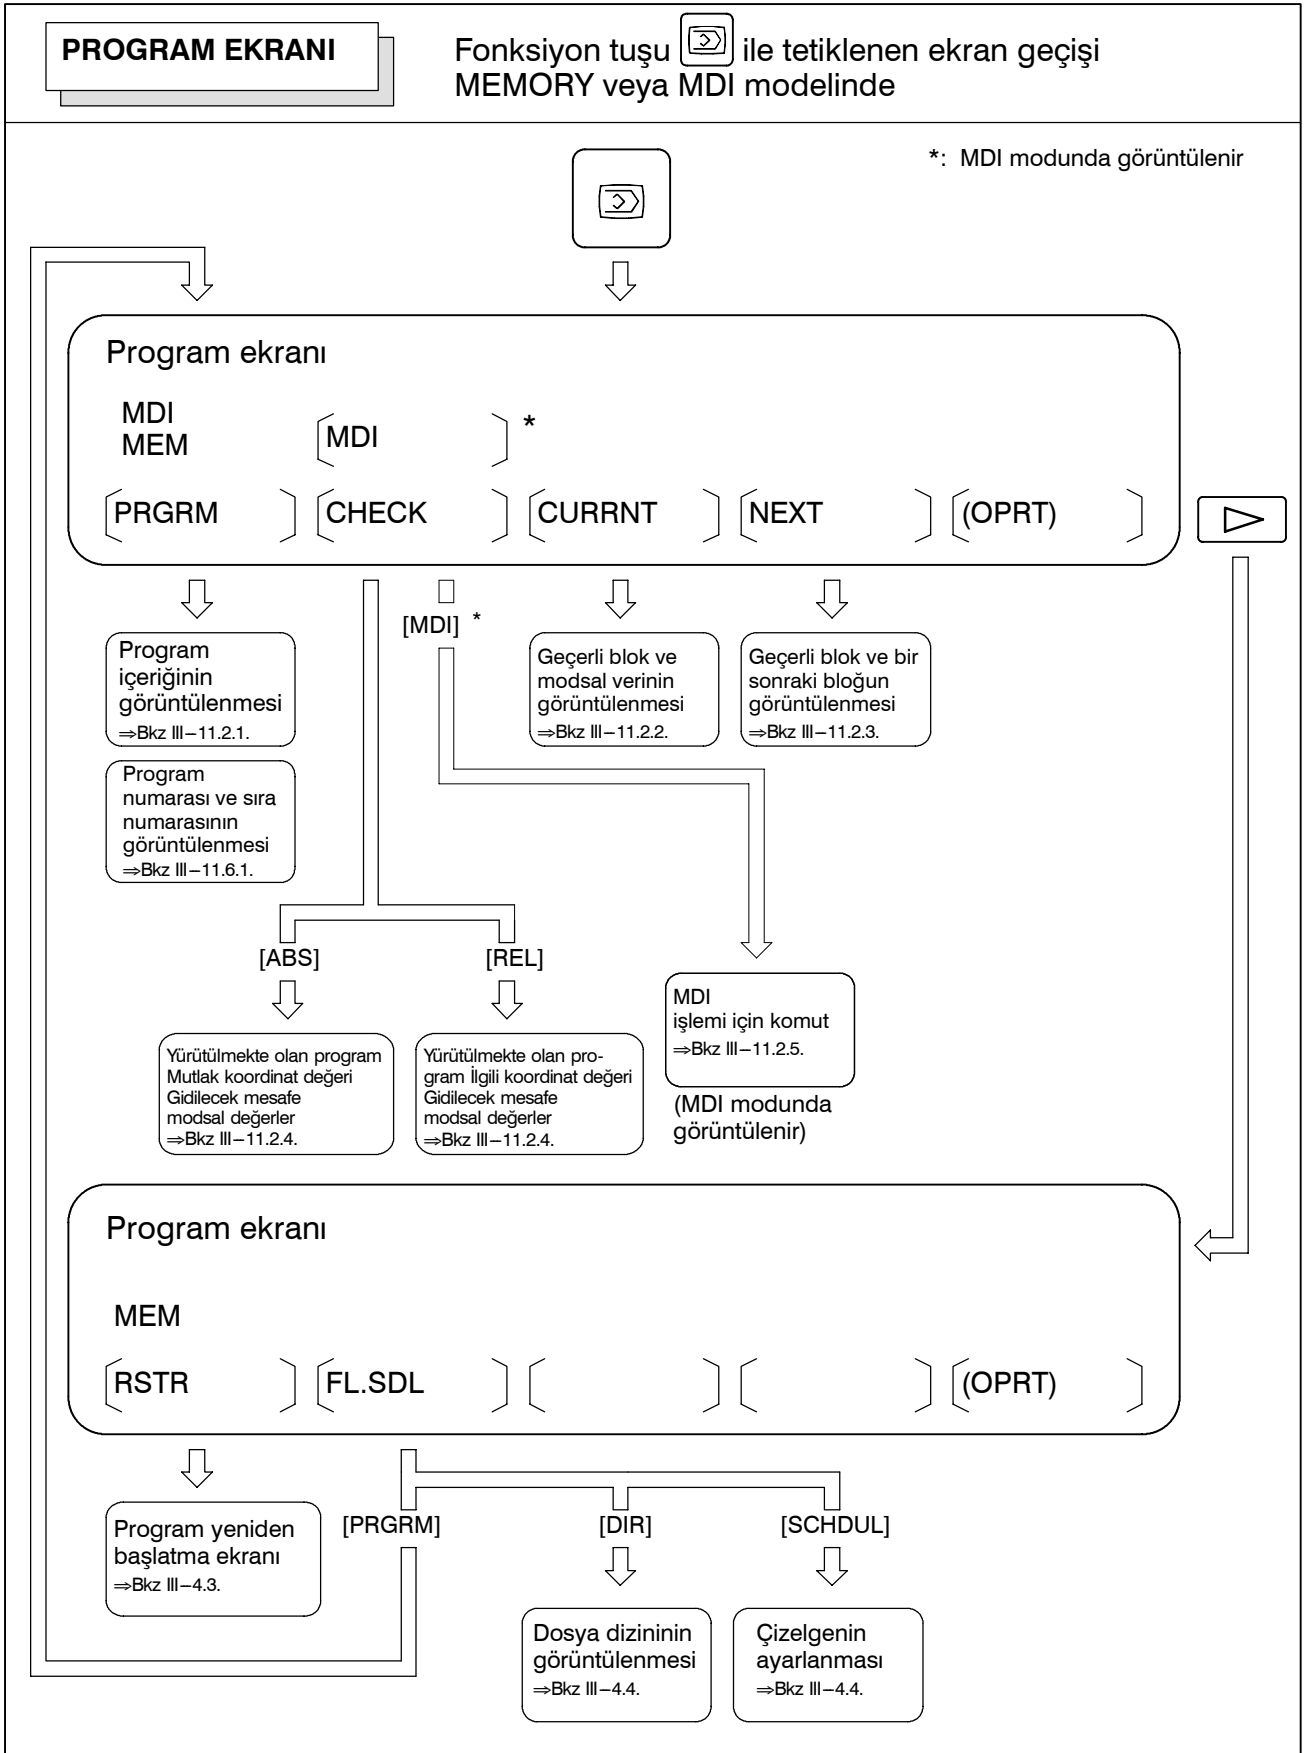 PROGRAM EKRANI
Fonksiyon tuşu ile tetiklenen ekran geçişi
MEMORY veya MDI modelinde
*: MDI modunda görüntülenir
Program ekranı
MDI
MEM
[MDI] *
[PRGRM] [CHECK] [CURRNT] [NEXT] [(OPRT)]
[MDI] *
Program
içeriğinin
görüntülenmesi
⇒Bkz III–11.2.1.
Geçerli blok ve
modsal verinin
görüntülenmesi
⇒Bkz III–11.2.2.
Geçerli blok ve bir
sonraki bloğun
görüntülenmesi
⇒Bkz III–11.2.3.
Program
numarası ve sıra
numarasının
görüntülenmesi
⇒Bkz III–11.6.1.
[ABS] [REL]
Yürütülmekte olan program
Mutlak koordinat değeri
Gidilecek mesafe
modsal değerler
⇒Bkz III–11.2.4.
Yürütülmekte olan pro-
gram İlgili koordinat değeri
Gidilecek mesafe
modsal değerler
⇒Bkz III–11.2.4.
MDI
işlemi için komut
⇒Bkz III–11.2.5.
(MDI modunda
görüntülenir)
Program ekranı
MEM
[RSTR] [FL.SDL] [ ] [ ] [(OPRT)]
[PRGRM] [DIR] [SCHDUL]
Program yeniden
başlatma ekranı
⇒Bkz III–4.3.
Dosya dizininin
görüntülenmesi
⇒Bkz III–4.4.
Çizelgenin
ayarlanması
⇒Bkz III–4.4.